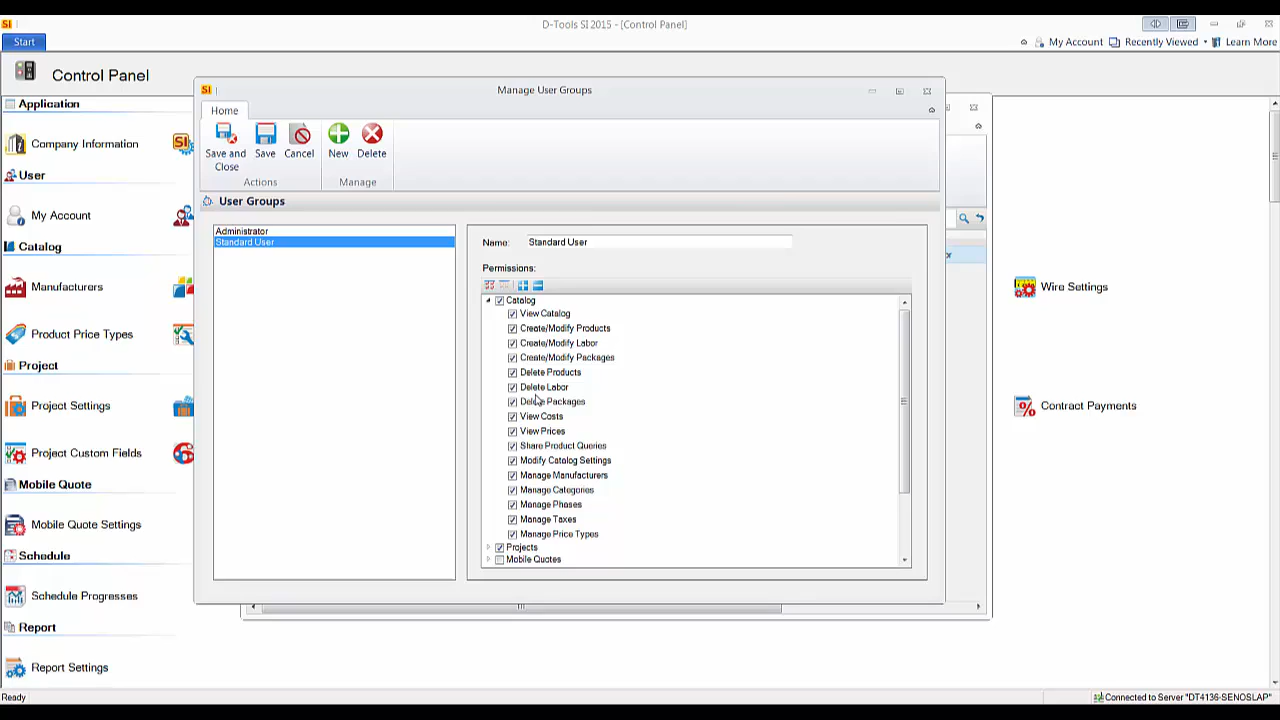 SI
D-Tools SI 2015 - [Control Panel]
Start
My Account
Recently Viewed
Learn More
Control Panel
Application
Company Information
User
My Account
Catalog
Manufacturers
Product Price Types
Project
Project Settings
Project Custom Fields
Mobile Quote
Mobile Quote Settings
Schedule
Schedule Progresses
Report
Report Settings
SI
SI
Manage User Groups
Home
Save and Close
Save
Cancel
New
Delete
Actions
Manage
User Groups
Administrator
Standard User
Name: Standard User
Permissions:
Catalog
View Catalog
Create/Modify Products
Create/Modify Labor
Create/Modify Packages
Delete Products
Delete Labor
Delete Packages
View Costs
View Prices
Share Product Queries
Modify Catalog Settings
Manage Manufacturers
Manage Categories
Manage Phases
Manage Taxes
Manage Price Types
Projects
Mobile Quotes
Wire Settings
Contract Payments
Ready
Connected to Server "DT4136-SENOSLAP"